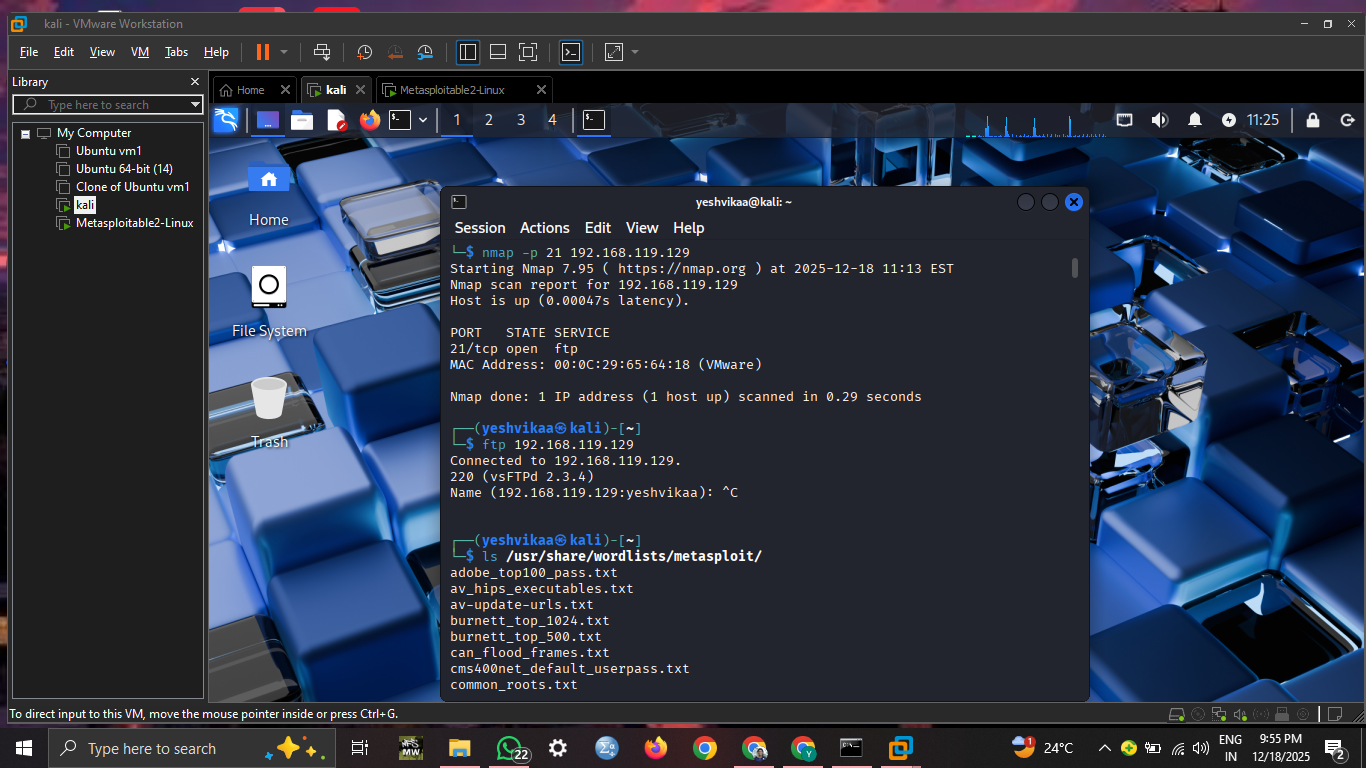 kali - VMware Workstation
File Edit View VM Tabs Help
Library
Type here to search
My Computer
Ubuntu vm1
Ubuntu 64-bit (14)
Clone of Ubuntu vm1
kali
Metasploitable2-Linux
Home kali Metasploitable2-Linux
1 2 3 4 11:25
Home
File System
Trash
yeshvikaa@kali: ~
Session Actions Edit View Help
└─$ nmap -p 21 192.168.119.129
Starting Nmap 7.95 ( https://nmap.org ) at 2025-12-18 11:13 EST
Nmap scan report for 192.168.119.129
Host is up (0.00047s latency).
PORT   STATE SERVICE
21/tcp open  ftp
MAC Address: 00:0C:29:65:64:18 (VMware)
Nmap done: 1 IP address (1 host up) scanned in 0.29 seconds
┌──(yeshvikaa㉿kali)-[~]
└─$ ftp 192.168.119.129
Connected to 192.168.119.129.
220 (vsFTPd 2.3.4)
Name (192.168.119.129:yeshvikaa): ^C
┌──(yeshvikaa㉿kali)-[~]
└─$ ls /usr/share/wordlists/metasploit/
adobe_top100_pass.txt
av_hips_executables.txt
av-update-urls.txt
burnett_top_1024.txt
burnett_top_500.txt
can_flood_frames.txt
cms400net_default_userpass.txt
common_roots.txt
To direct input to this VM, move the mouse pointer inside or press Ctrl+G.
Type here to search
MW
22
Y
1
24°C
ENG
IN
9:55 PM
12/18/2025
2